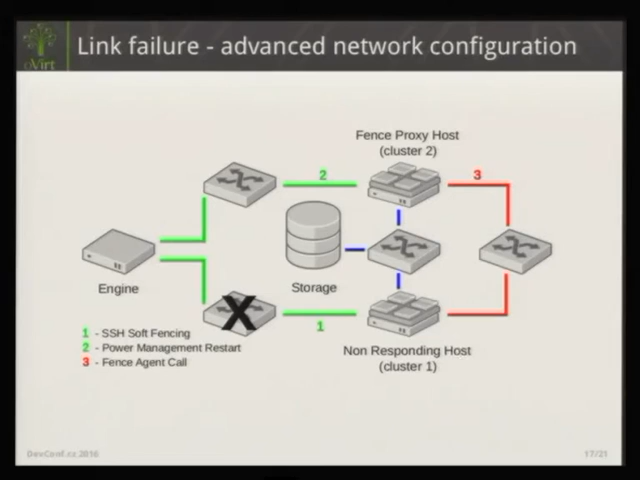 oVirt
Link failure - advanced network configuration
Fence Proxy Host
(cluster 2)
2
3
Engine
Storage
X
1
1 - SSH Soft Fencing
2 - Power Management Restart
3 - Fence Agent Call
Non Responding Host
(cluster 1)
DevConf.cz 2016
17/21